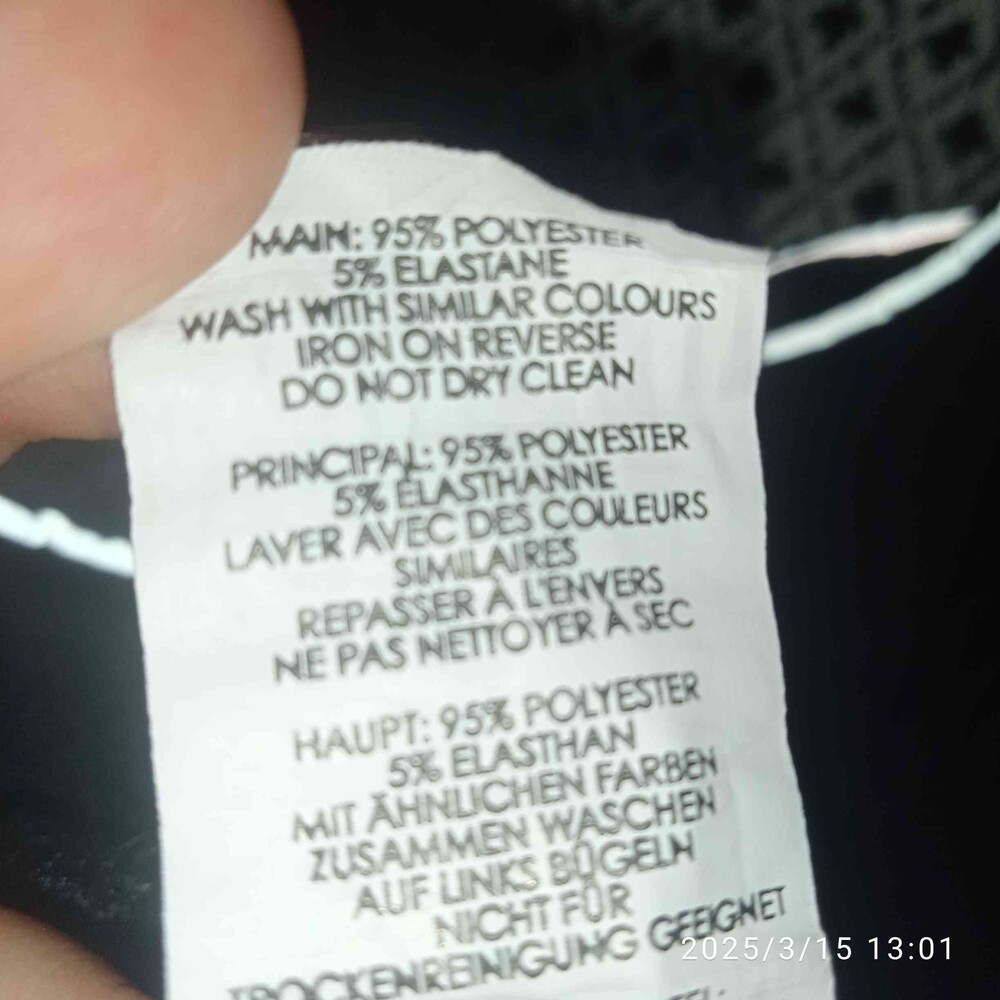 MAIN: 95% POLYESTER
5% ELASTANE
WASH WITH SIMILAR COLOURS
IRON ON REVERSE
DO NOT DRY CLEAN
PRINCIPAL: 95% POLYESTER
5% ÉLASTHANNE
LAVER AVEC DES COULEURS
SIMILAIRES
REPASSER À L'ENVERS
NE PAS NETTOYER À SEC
HAUPT: 95% POLYESTER
5% ELASTHAN
MIT ÄHNLICHEN FARBEN
ZUSAMMEN WASCHEN
AUF LINKS BÜGELN
NICHT FÜR
TROCKENREINIGUNG GEEIGNET
2025/3/15 13:01